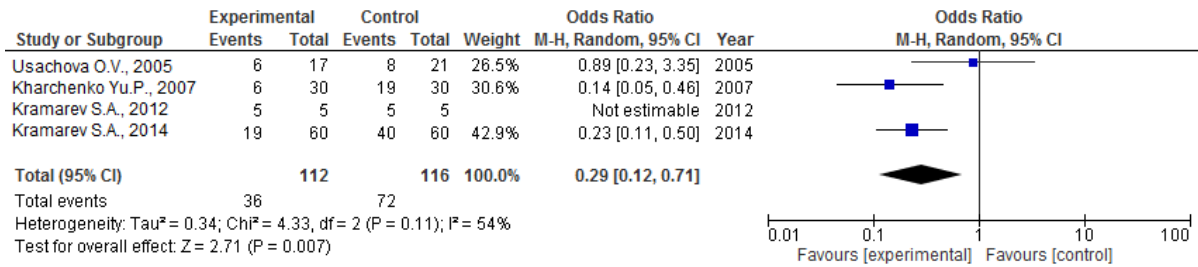 Experimental Control Odds Ratio Odds Ratio
Study or Subgroup Events Total Events Total Weight M-H, Random, 95% CI Year M-H, Random, 95% CI
Usachova O.V., 2005 6 17 8 21 26.5% 0.89 [0.23, 3.35] 2005
Kharchenko Yu.P., 2007 6 30 19 30 30.6% 0.14 [0.05, 0.46] 2007
Kramarev S.A., 2012 5 5 5 5 Not estimable 2012
Kramarev S.A., 2014 19 60 40 60 42.9% 0.23 [0.11, 0.50] 2014
Total (95% CI) 112 116 100.0% 0.29 [0.12, 0.71]
Total events 36 72
Heterogeneity: Tau² = 0.34; Chi² = 4.33, df = 2 (P = 0.11); I² = 54%
Test for overall effect: Z = 2.71 (P = 0.007)
0.01 0.1 1 10 100
Favours [experimental] Favours [control]